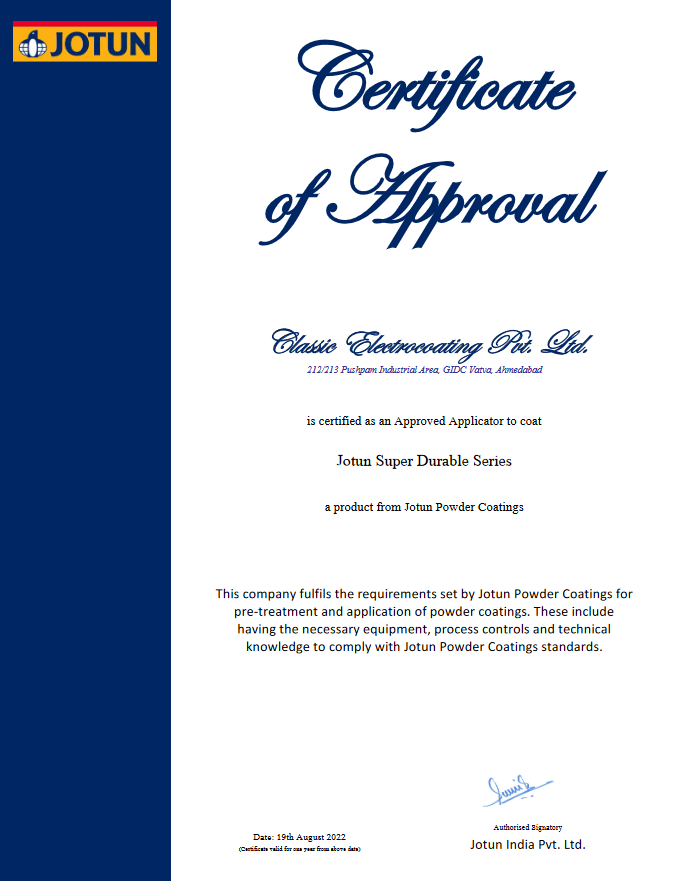 JOTUN
Certificate
of Approval
Classic Electrocoating Pvt. Ltd.
212/213 Pushpam Industrial Area, GIDC Vatva, Ahmedabad
is certified as an Approved Applicator to coat
Jotun Super Durable Series
a product from Jotun Powder Coatings
This company fulfils the requirements set by Jotun Powder Coatings for
pre-treatment and application of powder coatings. These include
having the necessary equipment, process controls and technical
knowledge to comply with Jotun Powder Coatings standards.
Authorised Signatory
Date: 19th August 2022
Jotun India Pvt. Ltd.
(Certificate valid for one year from above date)